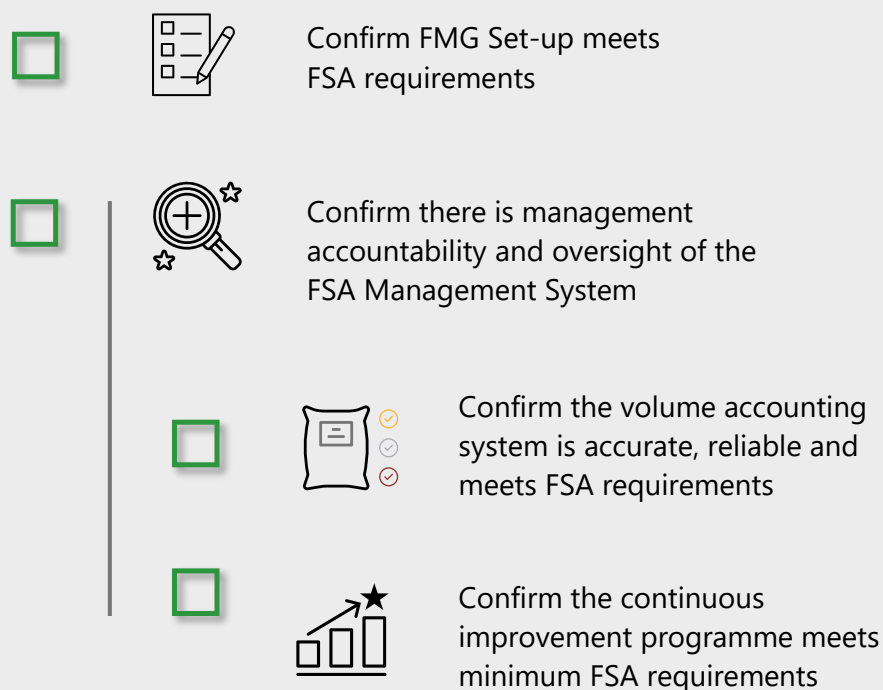 Confirm FMG Set-up meets
FSA requirements
Confirm there is management
accountability and oversight of the
FSA Management System
Confirm the volume accounting
system is accurate, reliable and
meets FSA requirements
Confirm the continuous
improvement programme meets
minimum FSA requirements